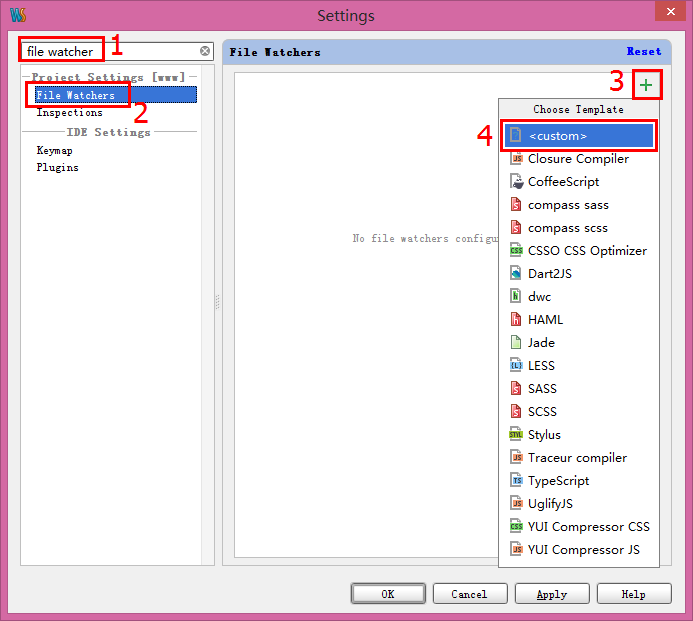 WS
Settings
file watcher
1
Project Settings [www]
File Watchers
2
Inspections
IDE Settings
Keymap
Plugins
File Watchers
Reset
3
Choose Template
4
<custom>
Closure Compiler
CoffeeScript
compass sass
compass scss
CSSO CSS Optimizer
Dart2JS
dwc
HAML
Jade
LESS
SASS
SCSS
Stylus
Traceur compiler
TypeScript
UglifyJS
YUI Compressor CSS
YUI Compressor JS
No file watchers configu
OK
Cancel
Apply
Help